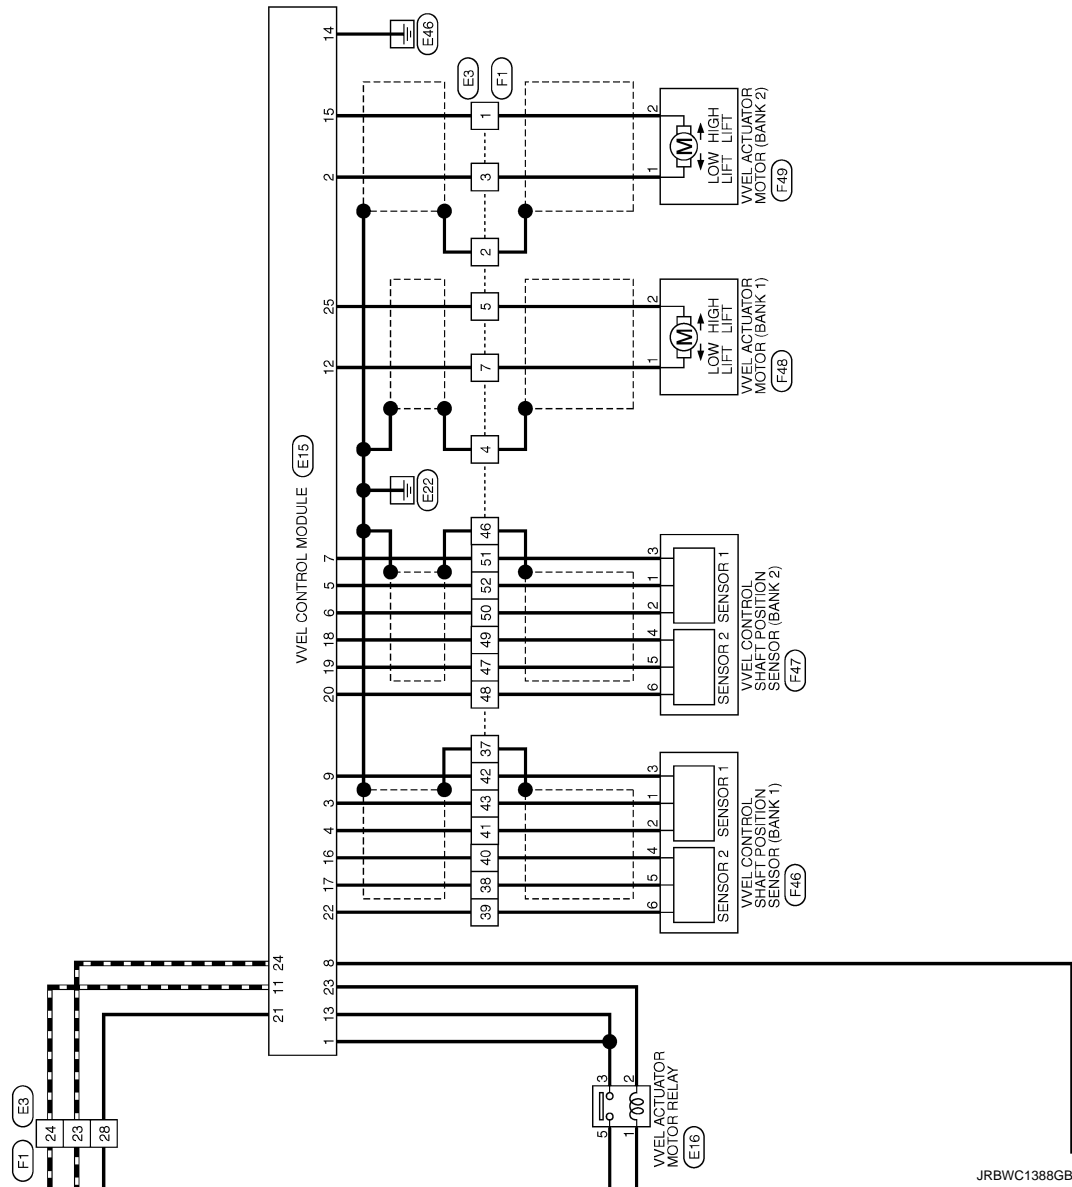 14
E46
E3
F1
15
1
2
2
3
1
LOW HIGH
LIFT LIFT
M
VVEL ACTUATOR
MOTOR (BANK 2)
F49
2
25
5
2
12
7
1
LOW HIGH
LIFT LIFT
M
VVEL ACTUATOR
MOTOR (BANK 1)
F48
4
VVEL CONTROL MODULE
E15
E22
46
7
51
3
5
52
1
6
50
2
18
49
4
19
47
5
20
48
6
SENSOR 2
SENSOR 1
VVEL CONTROL
SHAFT POSITION
SENSOR (BANK 2)
F47
37
9
42
3
3
43
1
4
41
2
16
40
4
17
38
5
22
39
6
SENSOR 2
SENSOR 1
VVEL CONTROL
SHAFT POSITION
SENSOR (BANK 1)
F46
24
8
11
23
21
13
1
3
2
5
1
VVEL ACTUATOR
MOTOR RELAY
E16
F1
E3
24
23
28
JRBWC1388GB